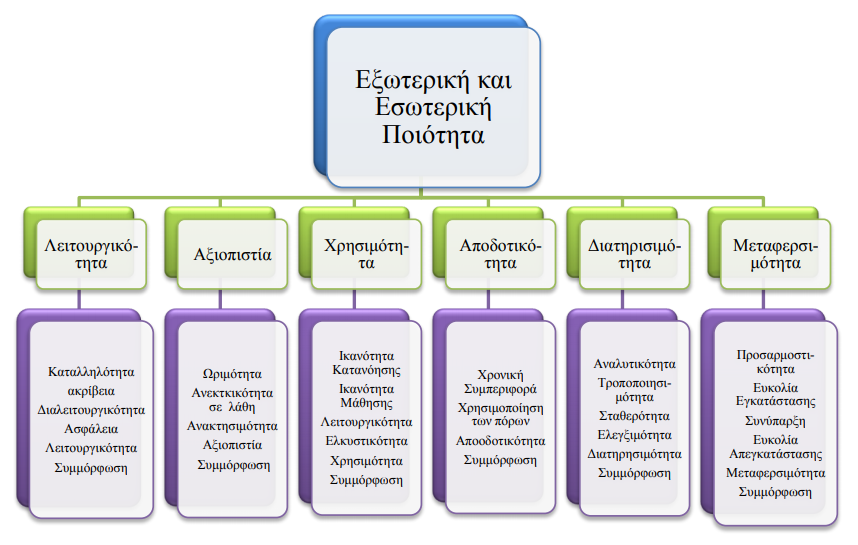 Εξωτερική και
Εσωτερική
Ποιότητα
Λειτουργικό-
τητα
Αξιοπιστία
Χρησιμότη-
τα
Αποδοτικό-
τητα
Διατηρισιμό-
τητα
Μεταφερσι-
μότητα
Καταλληλότητα
ακρίβεια
Διαλειτουργικότητα
Ασφάλεια
Λειτουργικότητα
Συμμόρφωση
Ωριμότητα
Ανεκτκικότητα
σε λάθη
Ανακτησιμότητα
Αξιοπιστία
Συμμόρφωση
Ικανότητα
Κατανόησης
Ικανότητα
Μάθησης
Λειτουργικότητα
Ελκυστικότητα
Χρησιμότητα
Συμμόρφωση
Χρονική
Συμπεριφορά
Χρησιμοποίηση
των πόρων
Αποοδοτικότητα
Συμμόρφωση
Αναλυτικότητα
Τροποποιησι-
μότητα
Σταθερότητα
Ελεγξιμότητα
Διατηρησιμότητα
Συμμόρφωση
Προσαρμοστι-
κότητα
Ευκολία
Εγκατάστασης
Συνύπαρξη
Ευκολία
Απεγκατάστασης
Μεταφερσιμότητα
Συμμόρφωση